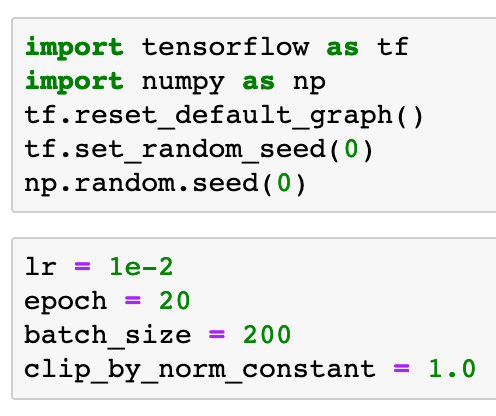 import tensorflow as tf
import numpy as np
tf.reset_default_graph()
tf.set_random_seed(0)
np.random.seed(0)
lr = 1e-2
epoch = 20
batch_size = 200
clip_by_norm_constant = 1.0